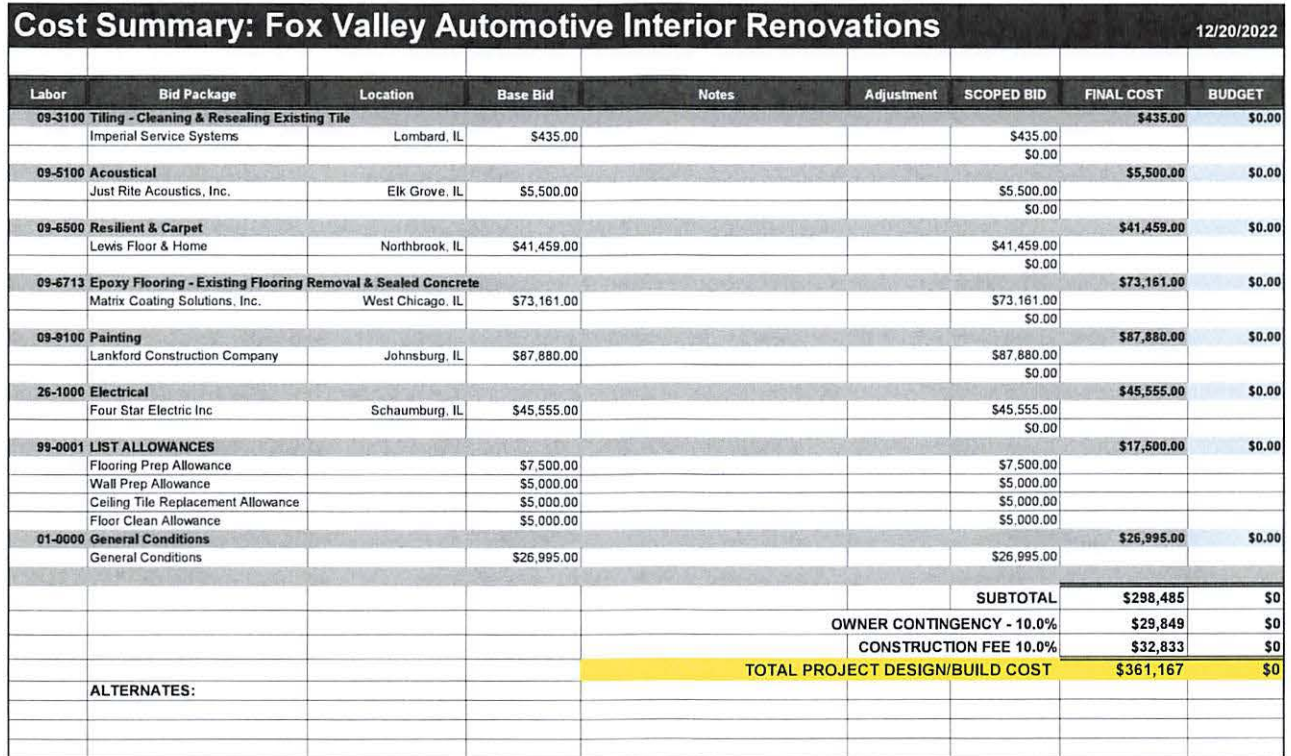 Cost Summary: Fox Valley Automotive Interior Renovations 12/20/2022
Labor Bid Package Location Base Bid Notes Adjustment SCOPED BID FINAL COST BUDGET
09-3100 Tiling - Cleaning & Resealing Existing Tile $435.00 $0.00
Imperial Service Systems Lombard, IL $435.00 $435.00
$0.00
09-5100 Acoustical $5,500.00 $0.00
Just Rite Acoustics, Inc. Elk Grove, IL $5,500.00 $5,500.00
$0.00
09-6500 Resilient & Carpet $41,459.00 $0.00
Lewis Floor & Home Northbrook, IL $41,459.00 $41,459.00
$0.00
09-6713 Epoxy Flooring - Existing Flooring Removal & Sealed Concrete $73,161.00 $0.00
Matrix Coating Solutions, Inc. West Chicago, IL $73,161.00 $73,161.00
$0.00
09-9100 Painting $87,880.00 $0.00
Lankford Construction Company Johnsburg, IL $87,880.00 $87,880.00
$0.00
26-1000 Electrical $45,555.00 $0.00
Four Star Electric Inc Schaumburg, IL $45,555.00 $45,555.00
$0.00
99-0001 LIST ALLOWANCES $17,500.00 $0.00
Flooring Prep Allowance $7,500.00 $7,500.00
Wall Prep Allowance $5,000.00 $5,000.00
Ceiling Tile Replacement Allowance $5,000.00 $5,000.00
Floor Clean Allowance $5,000.00 $5,000.00
01-0000 General Conditions $26,995.00 $0.00
General Conditions $26,995.00 $26,995.00
SUBTOTAL $298,485 $0
OWNER CONTINGENCY - 10.0% $29,849 $0
CONSTRUCTION FEE 10.0% $32,833 $0
TOTAL PROJECT DESIGN/BUILD COST $361,167 $0
ALTERNATES: